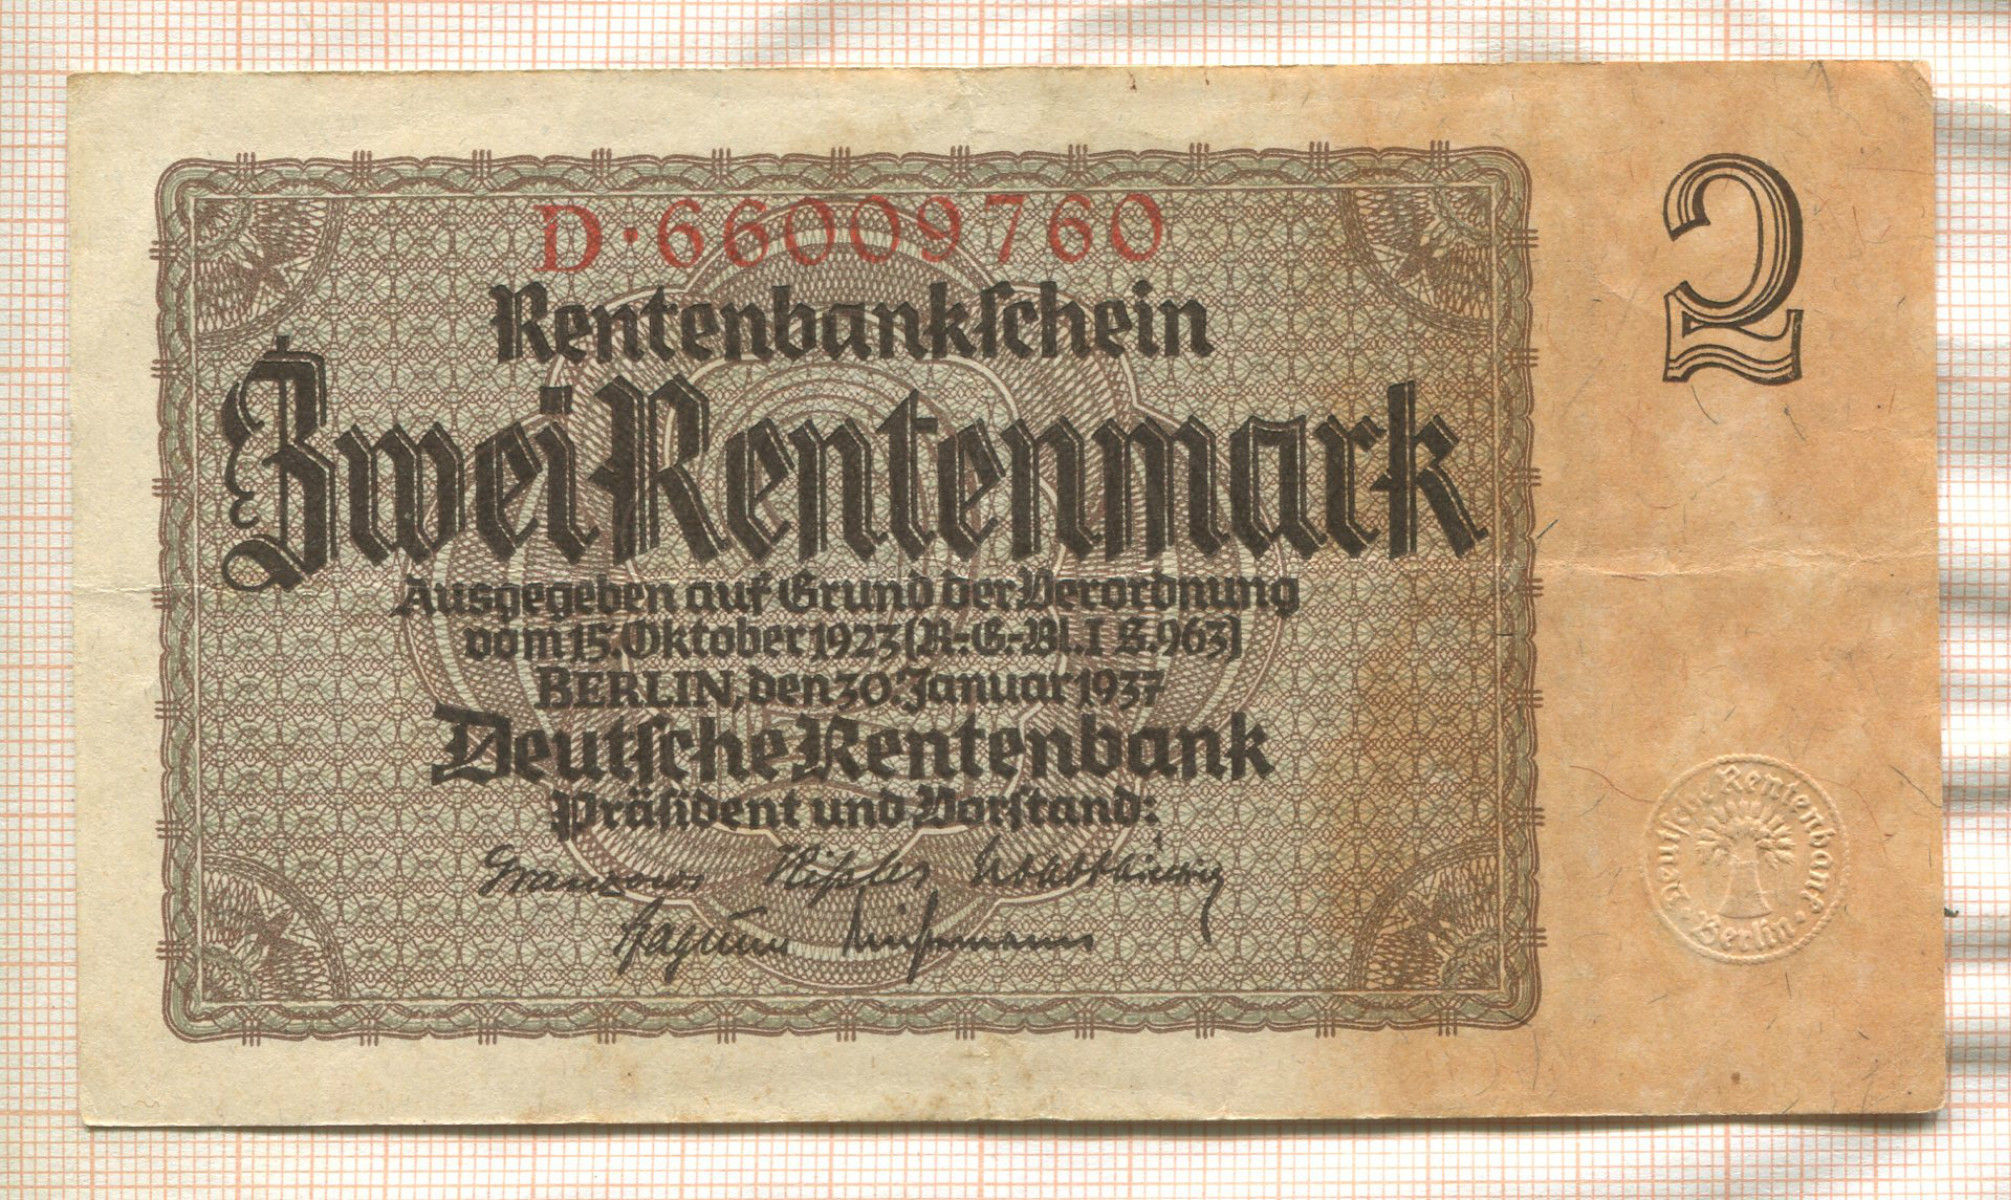 D·66009760
2
Rentenbankſchein
Zwei Rentenmark
Ausgegeben auf Grund der Verordnung
vom 15. Oktober 1923 (R.-G.-Bl. I S. 963)
BERLIN, den 30. Januar 1937
Deutſche Rentenbank
Präſident und Vorſtand:
Deutſche Rentenbank
· Berlin ·